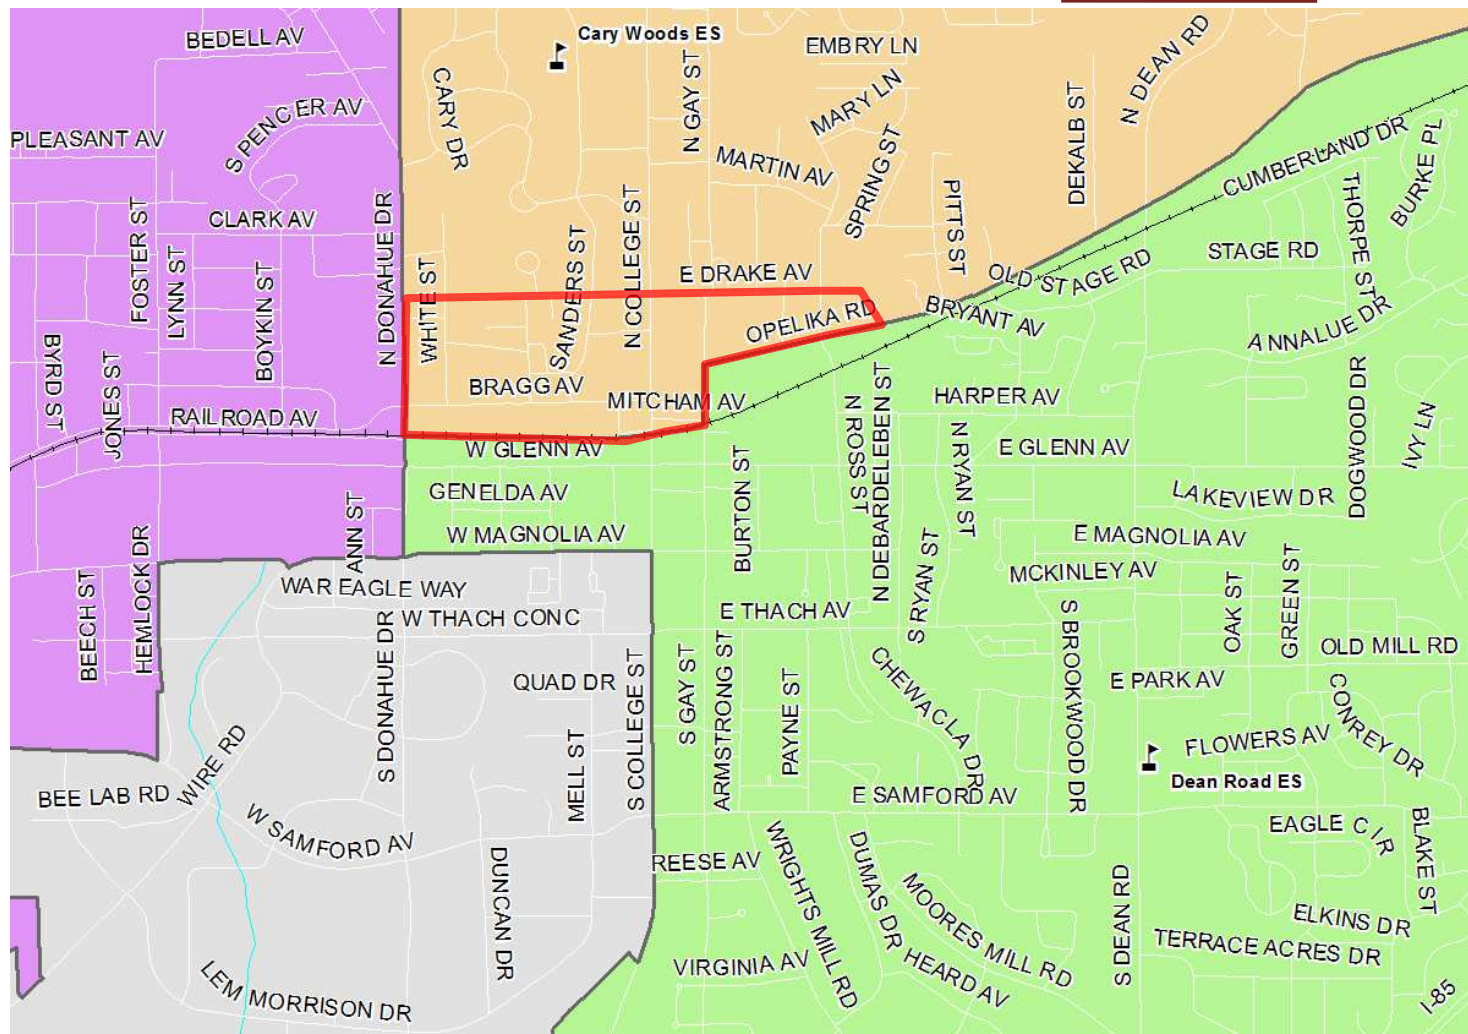 BEDELL AV
Cary Woods ES
EMBRY LN
N DEAN RD
CARY DR
N GAY ST
MARY LN
DEKALB ST
S PENCER AV
PLEASANT AV
MARTIN AV
SPRING ST
CUMBERLAND DR
BURKE PL
PITTS ST
THORPE ST
FOSTER ST
CLARK AV
N DONAHUE DR
N COLLEGE ST
SANDERS ST
LYNN ST
BOYKIN ST
WHITE ST
E DRAKE AV
OLD STAGE RD
STAGE RD
OPELIKA RD
BRYANT AV
ANNALUE DR
BYRD ST
JONES ST
BRAGG AV
MITCHAM AV
HARPER AV
DOGWOOD DR
IVY LN
RAILROAD AV
W GLENN AV
N ROSS ST
N DEBARDELEBEN ST
N RYAN ST
E GLENN AV
GENELDA AV
BURTON ST
LAKEVIEW DR
W MAGNOLIA AV
E MAGNOLIA AV
ANN ST
HEMLOCK DR
BEECH ST
WAR EAGLE WAY
MCKINLEY AV
S RYAN ST
OAK ST
GREEN ST
W THACH CONC
E THACH AV
S BROOKWOOD DR
OLD MILL RD
S DONAHUE DR
QUAD DR
S COLLEGE ST
S GAY ST
ARMSTRONG ST
PAYNE ST
CHEWACLA DR
E PARK AV
CONREY DR
FLOWERS AV
WIRE RD
MELL ST
Dean Road ES
BEE LAB RD
E SAMFORD AV
W SAMFORD AV
EAGLE CIR
BLAKE ST
REESE AV
WRIGHTS MILL RD
DUMAS DR
MOORES MILL RD
DUNCAN DR
S DEAN RD
ELKINS DR
TERRACE ACRES DR
VIRGINIA AV
HEARD AV
LEM MORRISON DR
I-85